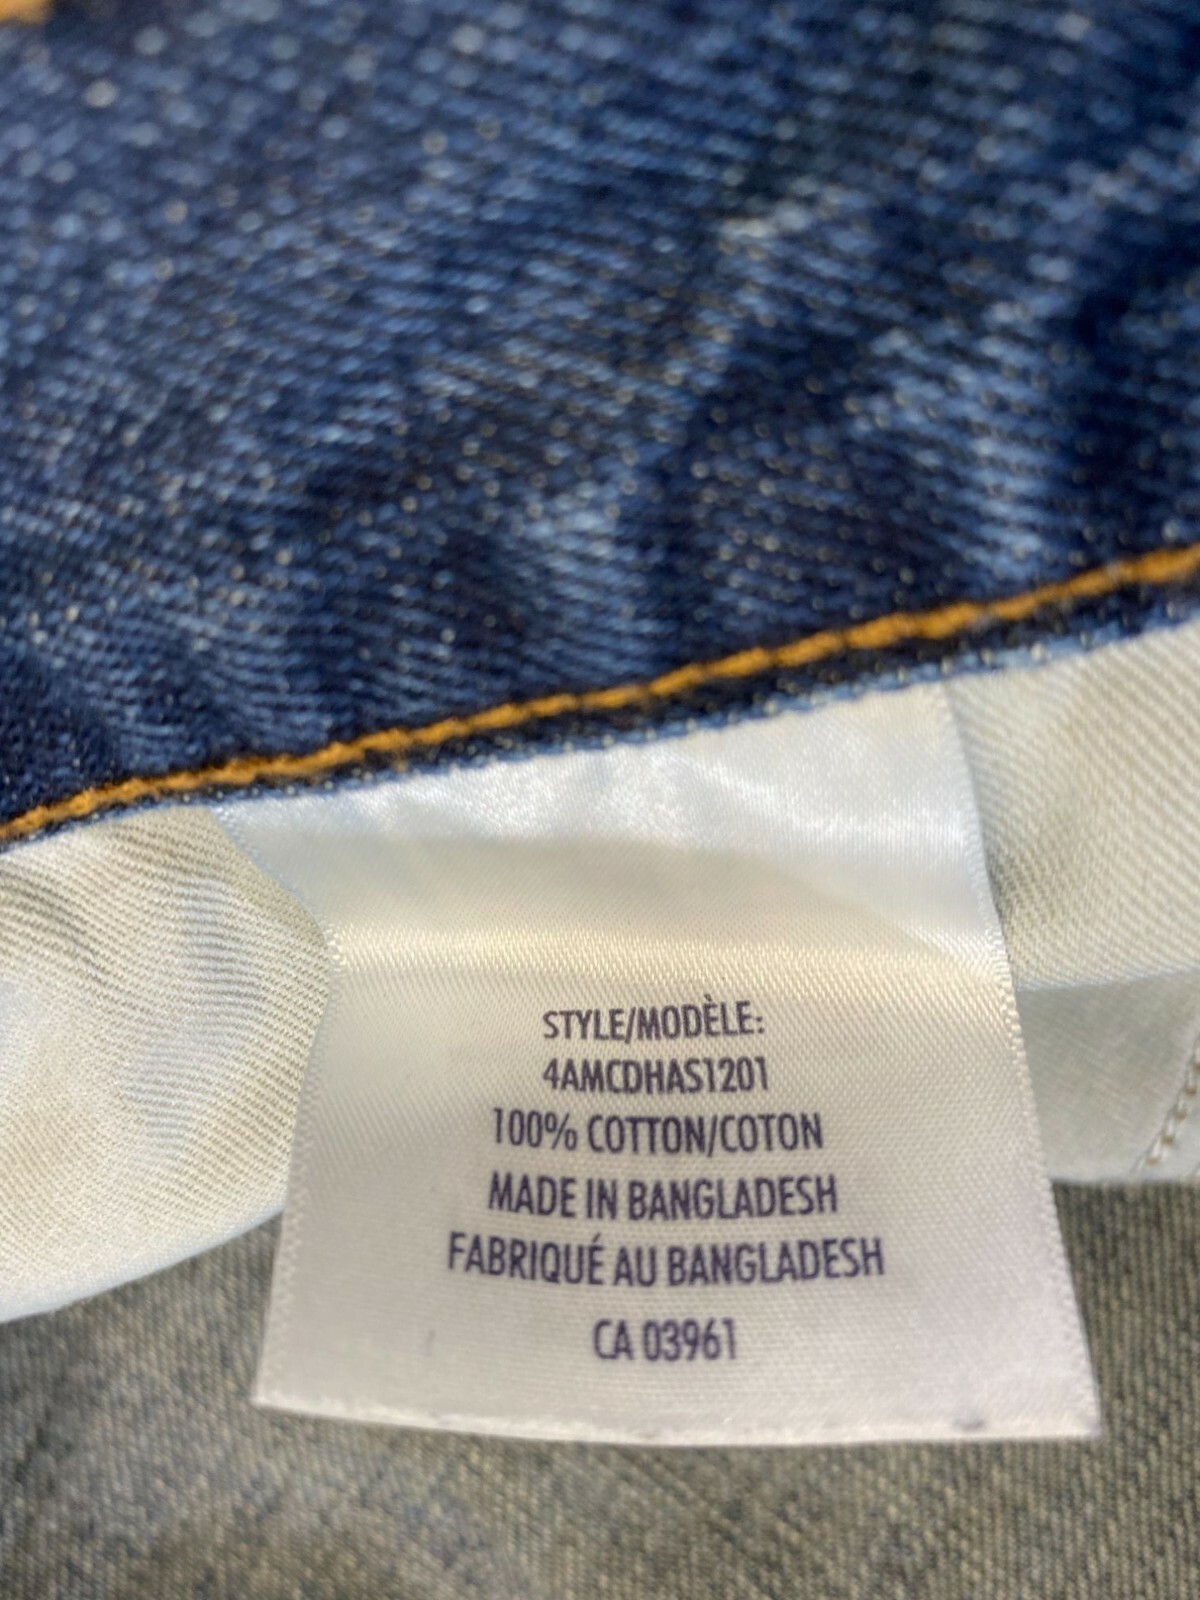 STYLE/MODÈLE:
4AMCDHAS1201
100% COTTON/COTON
MADE IN BANGLADESH
FABRIQUÉ AU BANGLADESH
CA 03961